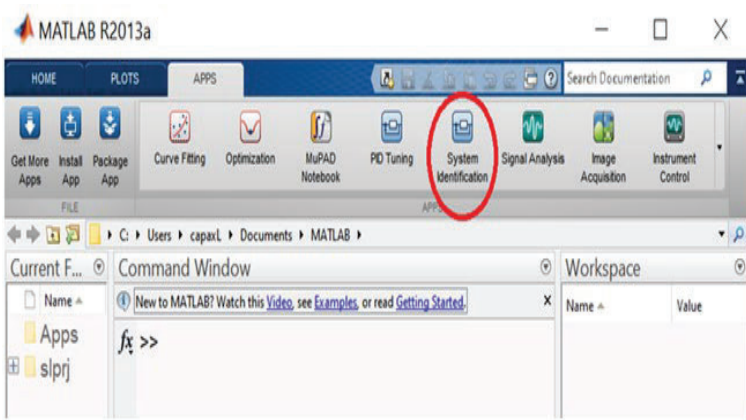 MATLAB R2013a
HOME PLOTS APPS Search Documentation
Get More Apps
Install App
Package App
Curve Fitting
Optimization
MuPAD Notebook
PID Tuning
System Identification
Signal Analysis
Image Acquisition
Instrument Control
FILE APPS
C: Users capaxl Documents MATLAB
Current F... Command Window Workspace
Name New to MATLAB? Watch this Video, see Examples, or read Getting Started. x Name Value
Apps fx >>
slprj